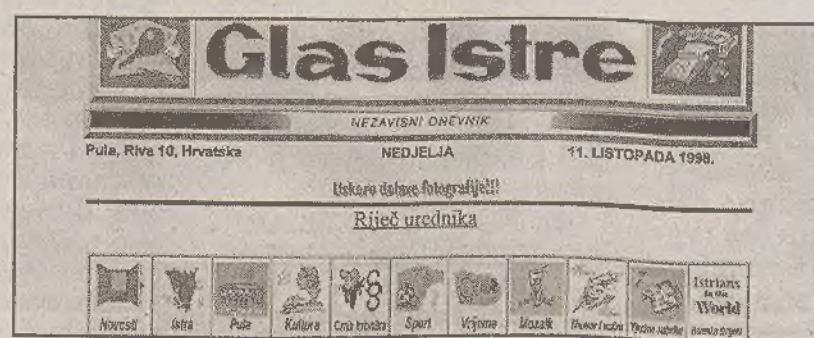 Glas Istre
NEZAVISNI DNEVNIK
Pula, Riva 10, Hrvatska NEDJELJA 11. LISTOPADA 1998.
Uskoro dolaze fotografije!!!
Riječ urednika
Novosti Istra Pula Kultura Crna kronika Sport Vrijeme Mozaik
Istrians
in the
World